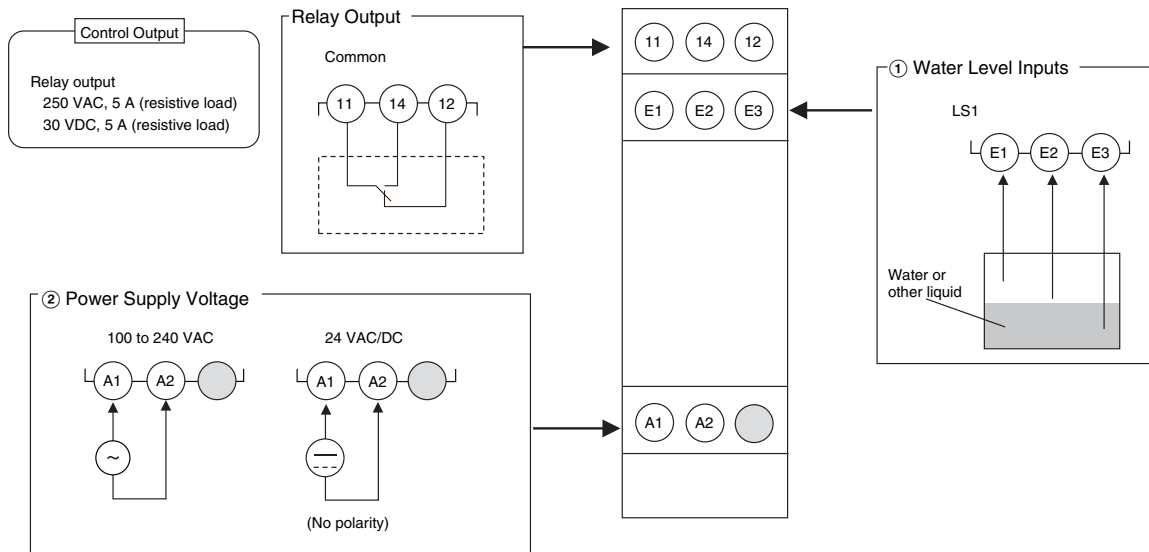 Control Output
Relay output
250 VAC, 5 A (resistive load)
30 VDC, 5 A (resistive load)
Relay Output
Common
11 14 12
11 14 12
E1 E2 E3
① Water Level Inputs
LS1
E1 E2 E3
Water or
other liquid
② Power Supply Voltage
100 to 240 VAC
A1 A2
~
24 VAC/DC
A1 A2
(No polarity)
A1 A2